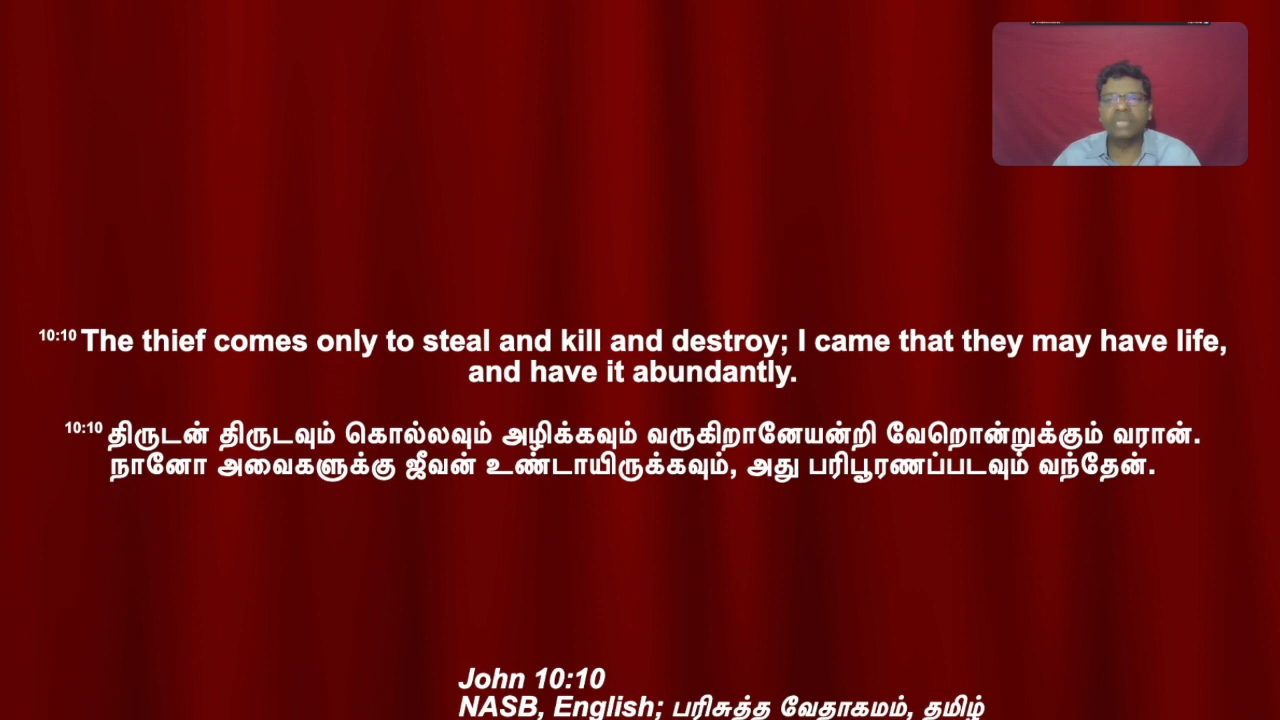 10:10 The thief comes only to steal and kill and destroy; I came that they may have life,
and have it abundantly.
10:10 திருடன் திருடவும் கொல்லவும் அழிக்கவும் வருகிறானேயன்றி வேறொன்றுக்கும் வரான்.
நானோ அவைகளுக்கு ஜீவன் உண்டாயிருக்கவும், அது பரிபூரணப்படவும் வந்தேன்.
John 10:10
NASB, English; பரிசுத்த வேதாகமம், தமிழ்